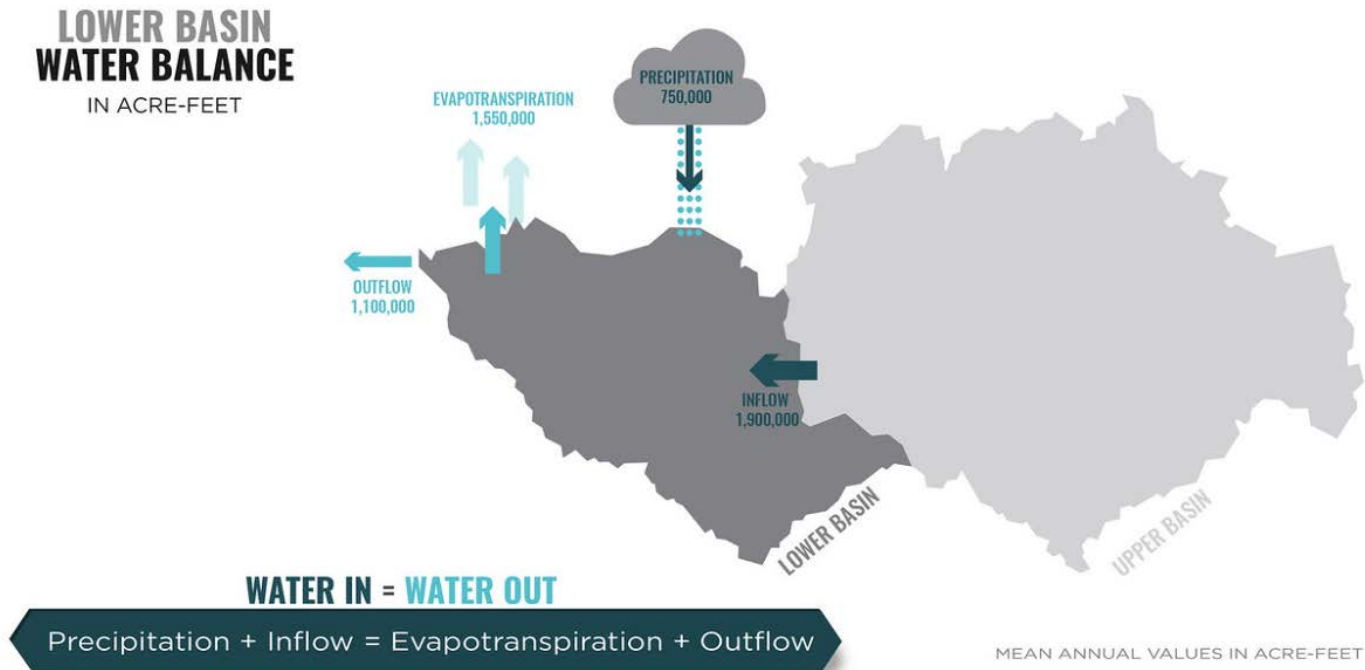 LOWER BASIN
WATER BALANCE
IN ACRE-FEET
PRECIPITATION
750,000
EVAPOTRANSPIRATION
1,550,000
OUTFLOW
1,100,000
INFLOW
1,900,000
LOWER BASIN
UPPER BASIN
WATER IN = WATER OUT
Precipitation + Inflow = Evapotranspiration + Outflow
MEAN ANNUAL VALUES IN ACRE-FEET